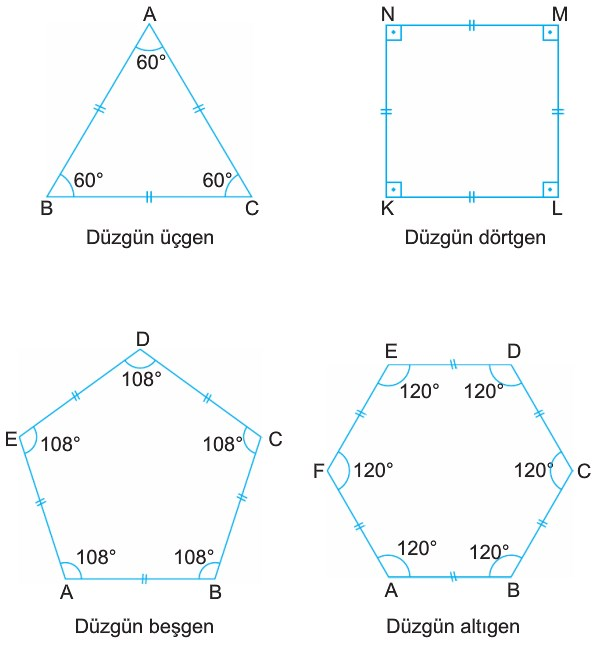 A
60°
60°
60°
B
C
Düzgün üçgen
N
M
K
L
Düzgün dörtgen
D
108°
E
108°
108°
C
108°
108°
A
B
Düzgün beşgen
E
D
120°
120°
F
120°
120°
C
120°
120°
A
B
Düzgün altıgen